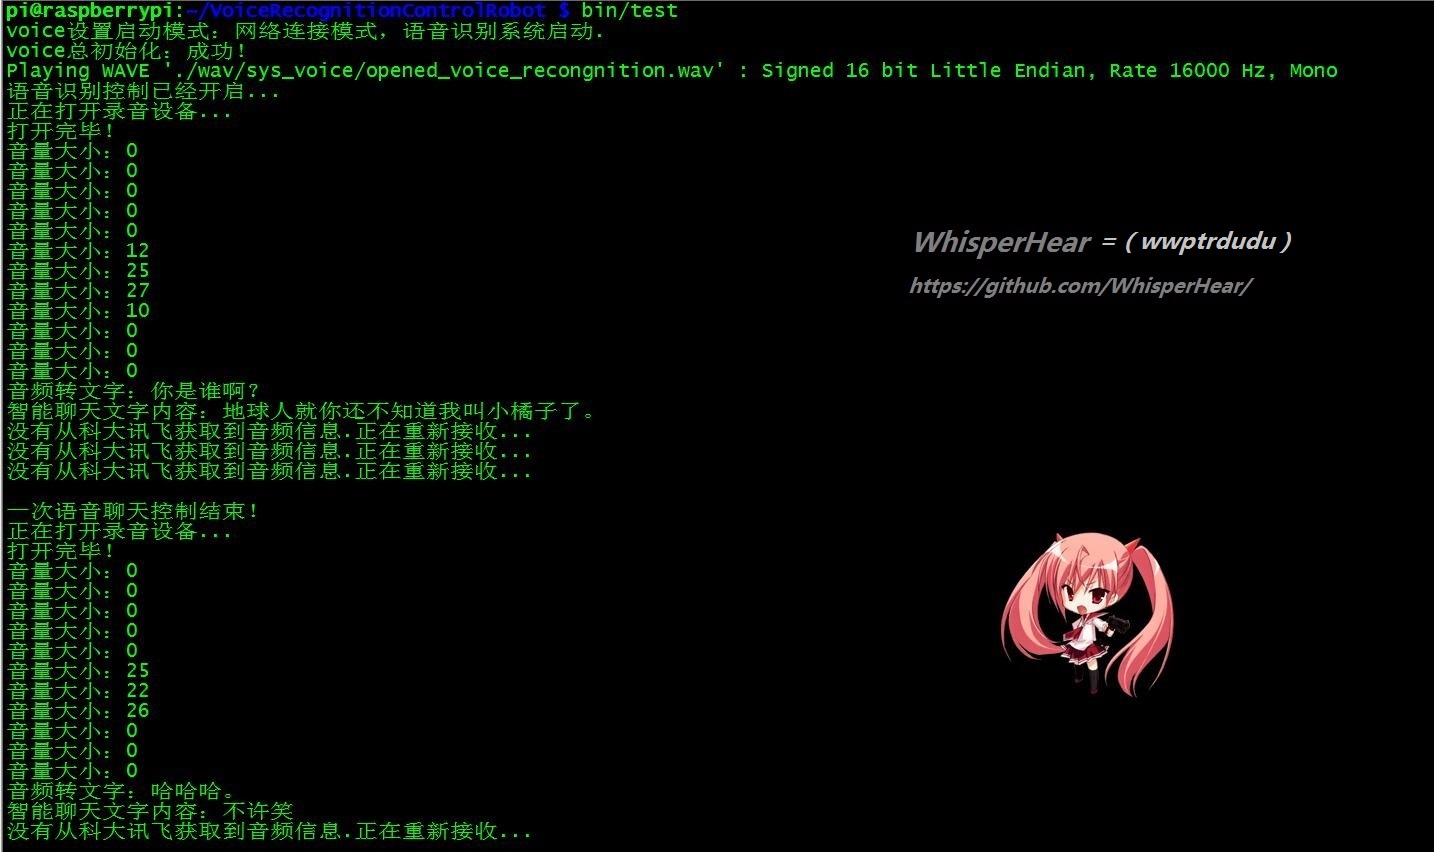 pi@raspberrypi:~/VoiceRecognitionControlRobot $ bin/test
voice设置启动模式：网络连接模式，语音识别系统启动.
voice总初始化：成功！
Playing WAVE './wav/sys_voice/opened_voice_recongnition.wav' : Signed 16 bit Little Endian, Rate 16000 Hz, Mono
语音识别控制已经开启...
正在打开录音设备...
打开完毕！
音量大小：0
音量大小：0
音量大小：0
音量大小：0
音量大小：0
音量大小：12
音量大小：25
音量大小：27
音量大小：10
音量大小：0
音量大小：0
音量大小：0
音频转文字：你是谁啊？
智能聊天文字内容：地球人就你还不知道我叫小橘子了。
没有从科大讯飞获取到音频信息.正在重新接收...
没有从科大讯飞获取到音频信息.正在重新接收...
没有从科大讯飞获取到音频信息.正在重新接收...
一次语音聊天控制结束！
正在打开录音设备...
打开完毕！
音量大小：0
音量大小：0
音量大小：0
音量大小：0
音量大小：0
音量大小：25
音量大小：22
音量大小：26
音量大小：0
音量大小：0
音量大小：0
音频转文字：哈哈哈。
智能聊天文字内容：不许笑
没有从科大讯飞获取到音频信息.正在重新接收...
WhisperHear = ( wwptrdudu )
https://github.com/WhisperHear/